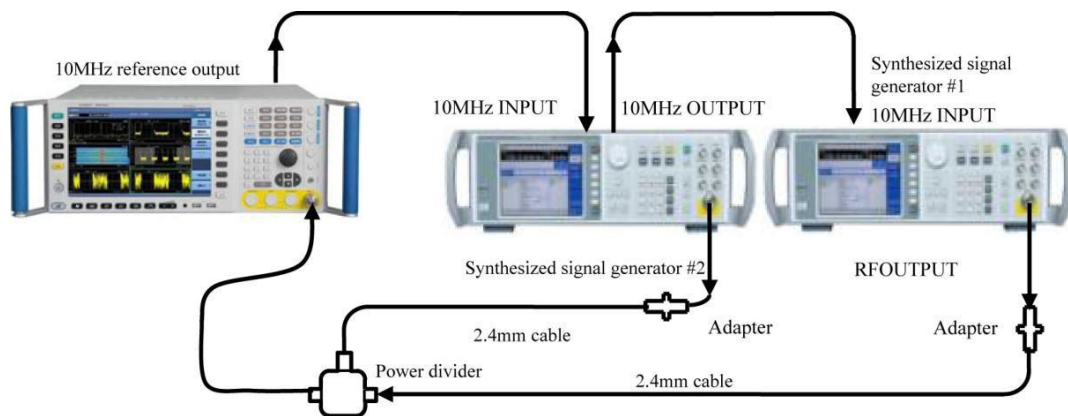 10MHz reference output
Synthesized signal
generator #1
10MHz INPUT
10MHz OUTPUT
10MHz INPUT
Synthesized signal generator #2
RFOUTPUT
Adapter
Adapter
2.4mm cable
Power divider
2.4mm cable